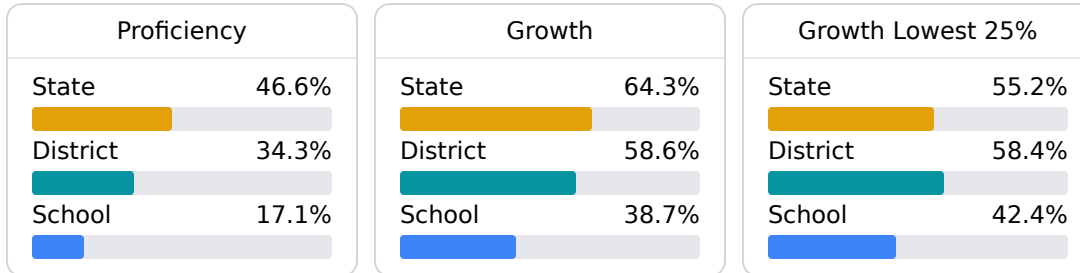 Proficiency
State 46.6%
District 34.3%
School 17.1%
Growth
State 64.3%
District 58.6%
School 38.7%
Growth Lowest 25%
State 55.2%
District 58.4%
School 42.4%